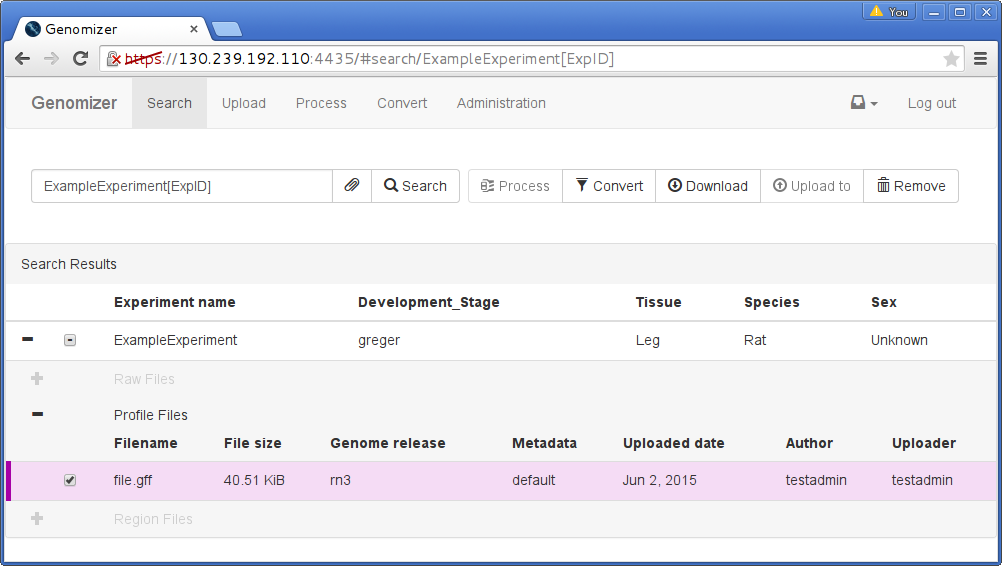 You
Genomizer
https://130.239.192.110:4435/#search/ExampleExperiment[ExpID]
Genomizer Search Upload Process Convert Administration Log out
ExampleExperiment[ExpID] Search Process Convert Download Upload to Remove
Search Results
Experiment name Development_Stage Tissue Species Sex
ExampleExperiment greger Leg Rat Unknown
Raw Files
Profile Files
Filename File size Genome release Metadata Uploaded date Author Uploader
file.gff 40.51 KiB rn3 default Jun 2, 2015 testadmin testadmin
Region Files